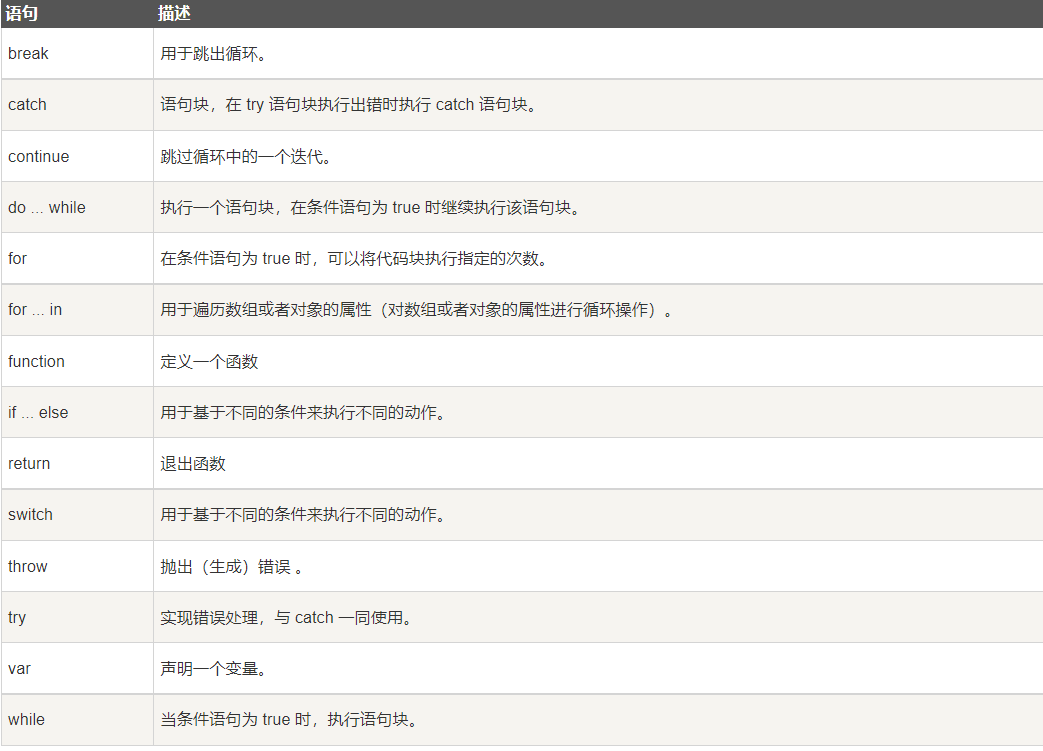 语句 描述
break 用于跳出循环。
catch 语句块，在 try 语句块执行出错时执行 catch 语句块。
continue 跳过循环中的一个迭代。
do ... while 执行一个语句块，在条件语句为 true 时继续执行该语句块。
for 在条件语句为 true 时，可以将代码块执行指定的次数。
for ... in 用于遍历数组或者对象的属性（对数组或者对象的属性进行循环操作）。
function 定义一个函数
if ... else 用于基于不同的条件来执行不同的动作。
return 退出函数
switch 用于基于不同的条件来执行不同的动作。
throw 抛出（生成）错误 。
try 实现错误处理，与 catch 一同使用。
var 声明一个变量。
while 当条件语句为 true 时，执行语句块。